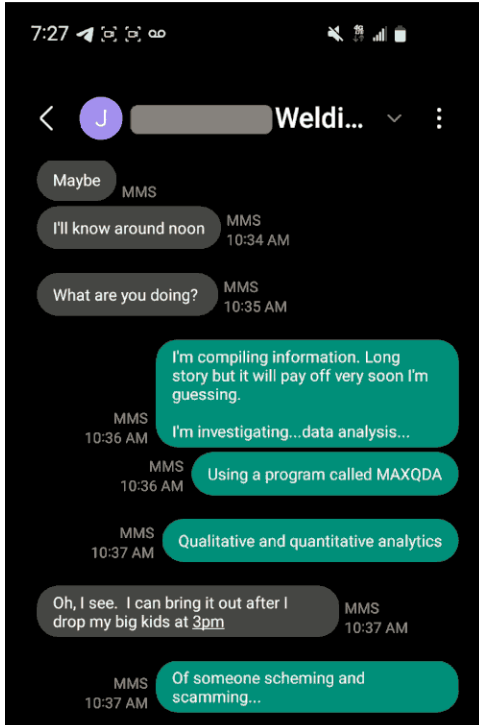 7:27
J Weldi...
Maybe
MMS
I'll know around noon
MMS
10:34 AM
What are you doing?
MMS
10:35 AM
I'm compiling information. Long
story but it will pay off very soon I'm
guessing.
I'm investigating...data analysis...
MMS
10:36 AM
Using a program called MAXQDA
MMS
10:36 AM
Qualitative and quantitative analytics
MMS
10:37 AM
Oh, I see.  I can bring it out after I
drop my big kids at 3pm
MMS
10:37 AM
Of someone scheming and
scamming...
MMS
10:37 AM